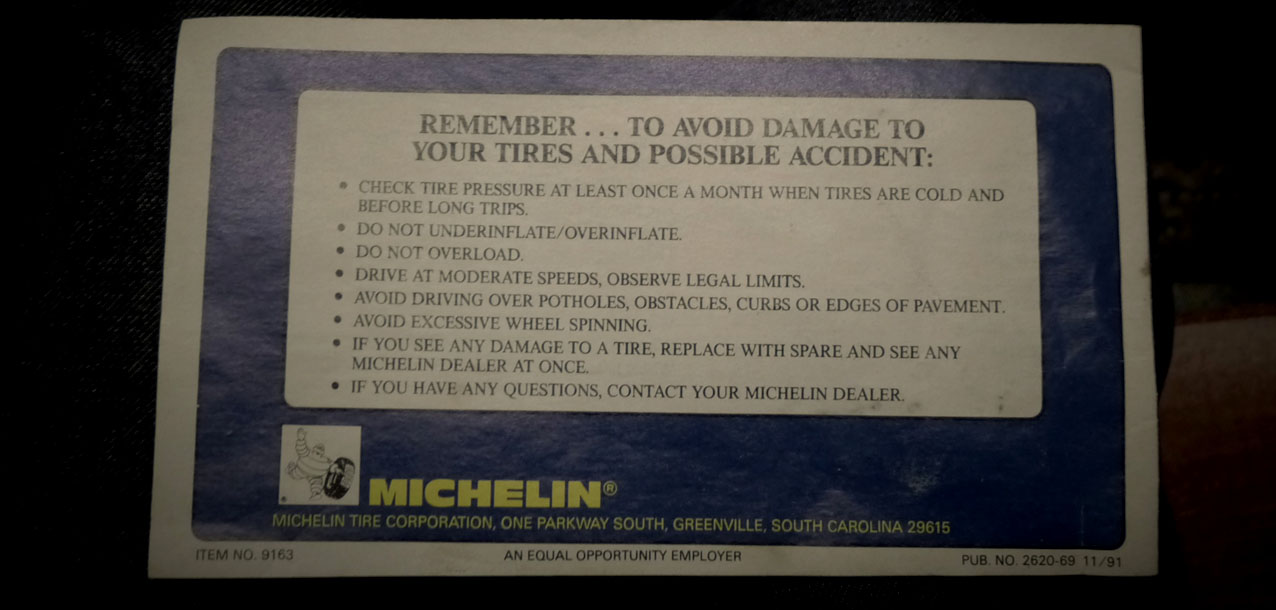 REMEMBER . . . TO AVOID DAMAGE TO
YOUR TIRES AND POSSIBLE ACCIDENT:
• CHECK TIRE PRESSURE AT LEAST ONCE A MONTH WHEN TIRES ARE COLD AND
BEFORE LONG TRIPS.
• DO NOT UNDERINFLATE/OVERINFLATE.
• DO NOT OVERLOAD.
• DRIVE AT MODERATE SPEEDS, OBSERVE LEGAL LIMITS.
• AVOID DRIVING OVER POTHOLES, OBSTACLES, CURBS OR EDGES OF PAVEMENT.
• AVOID EXCESSIVE WHEEL SPINNING.
• IF YOU SEE ANY DAMAGE TO A TIRE, REPLACE WITH SPARE AND SEE ANY
MICHELIN DEALER AT ONCE.
• IF YOU HAVE ANY QUESTIONS, CONTACT YOUR MICHELIN DEALER.
MICHELIN®
MICHELIN TIRE CORPORATION, ONE PARKWAY SOUTH, GREENVILLE, SOUTH CAROLINA 29615
ITEM NO. 9163 AN EQUAL OPPORTUNITY EMPLOYER PUB. NO. 2620-69 11/91